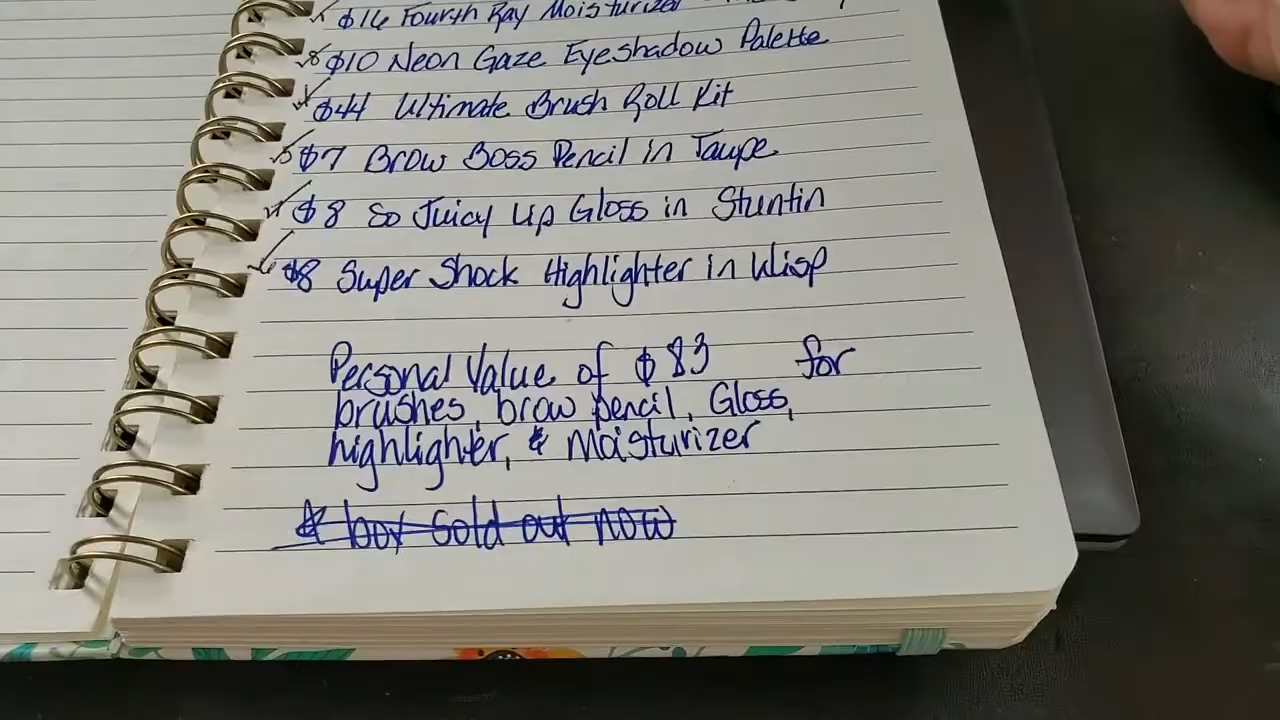 $16 Fourth Ray Moisturizer
$10 Neon Gaze Eyeshadow Palette
$44 Ultimate Brush Roll Kit
$7 Brow Boss Pencil in Taupe
$8 So Juicy Lip Gloss in Stuntin
$8 Super Shock Highlighter in Wisp
Personal Value of $83 for
brushes, brow pencil, Gloss,
highlighter, & Moisturizer
* box sold out now